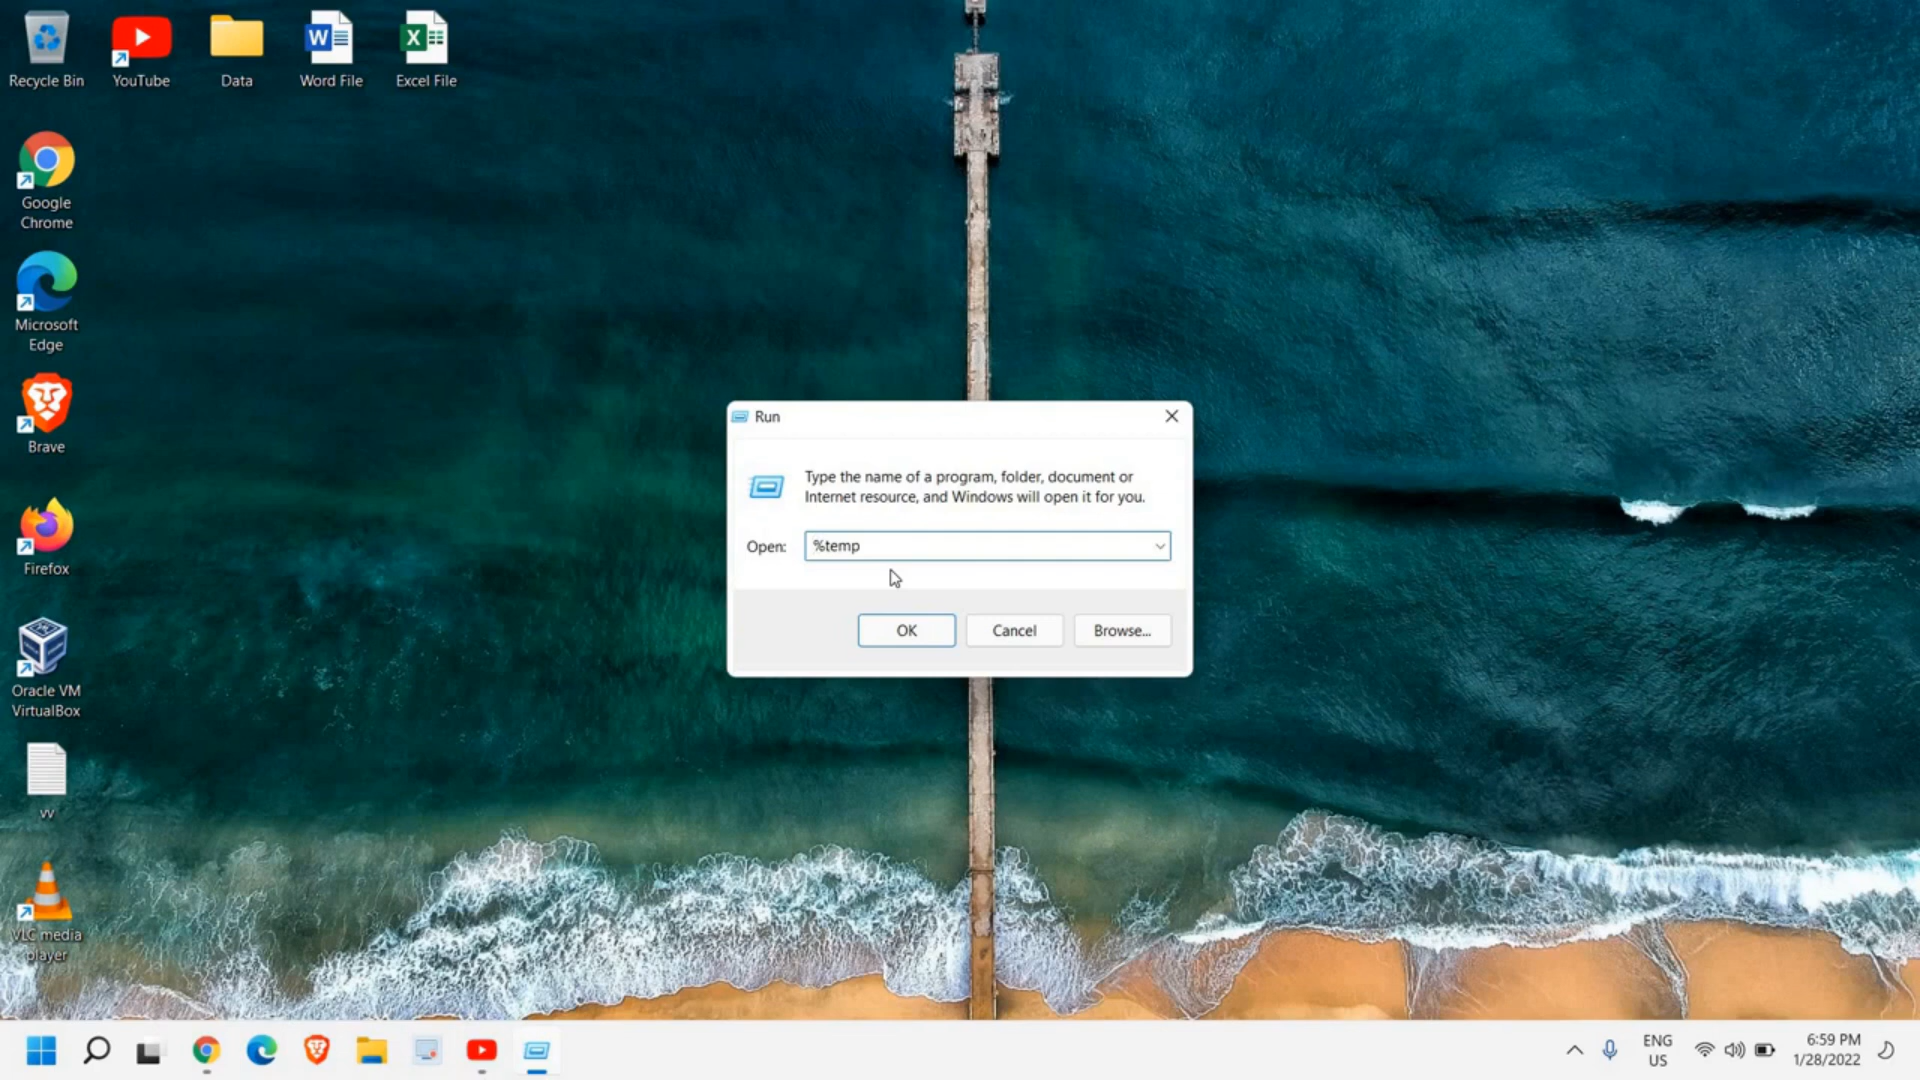 Recycle Bin
YouTube
Data
Word File
Excel File
Google
Chrome
Microsoft
Edge
Brave
Firefox
Oracle VM
VirtualBox
vv
VLC media
player
Run
Type the name of a program, folder, document or
Internet resource, and Windows will open it for you.
Open:
%temp
OK
Cancel
Browse...
ENG
US
6:59 PM
1/28/2022